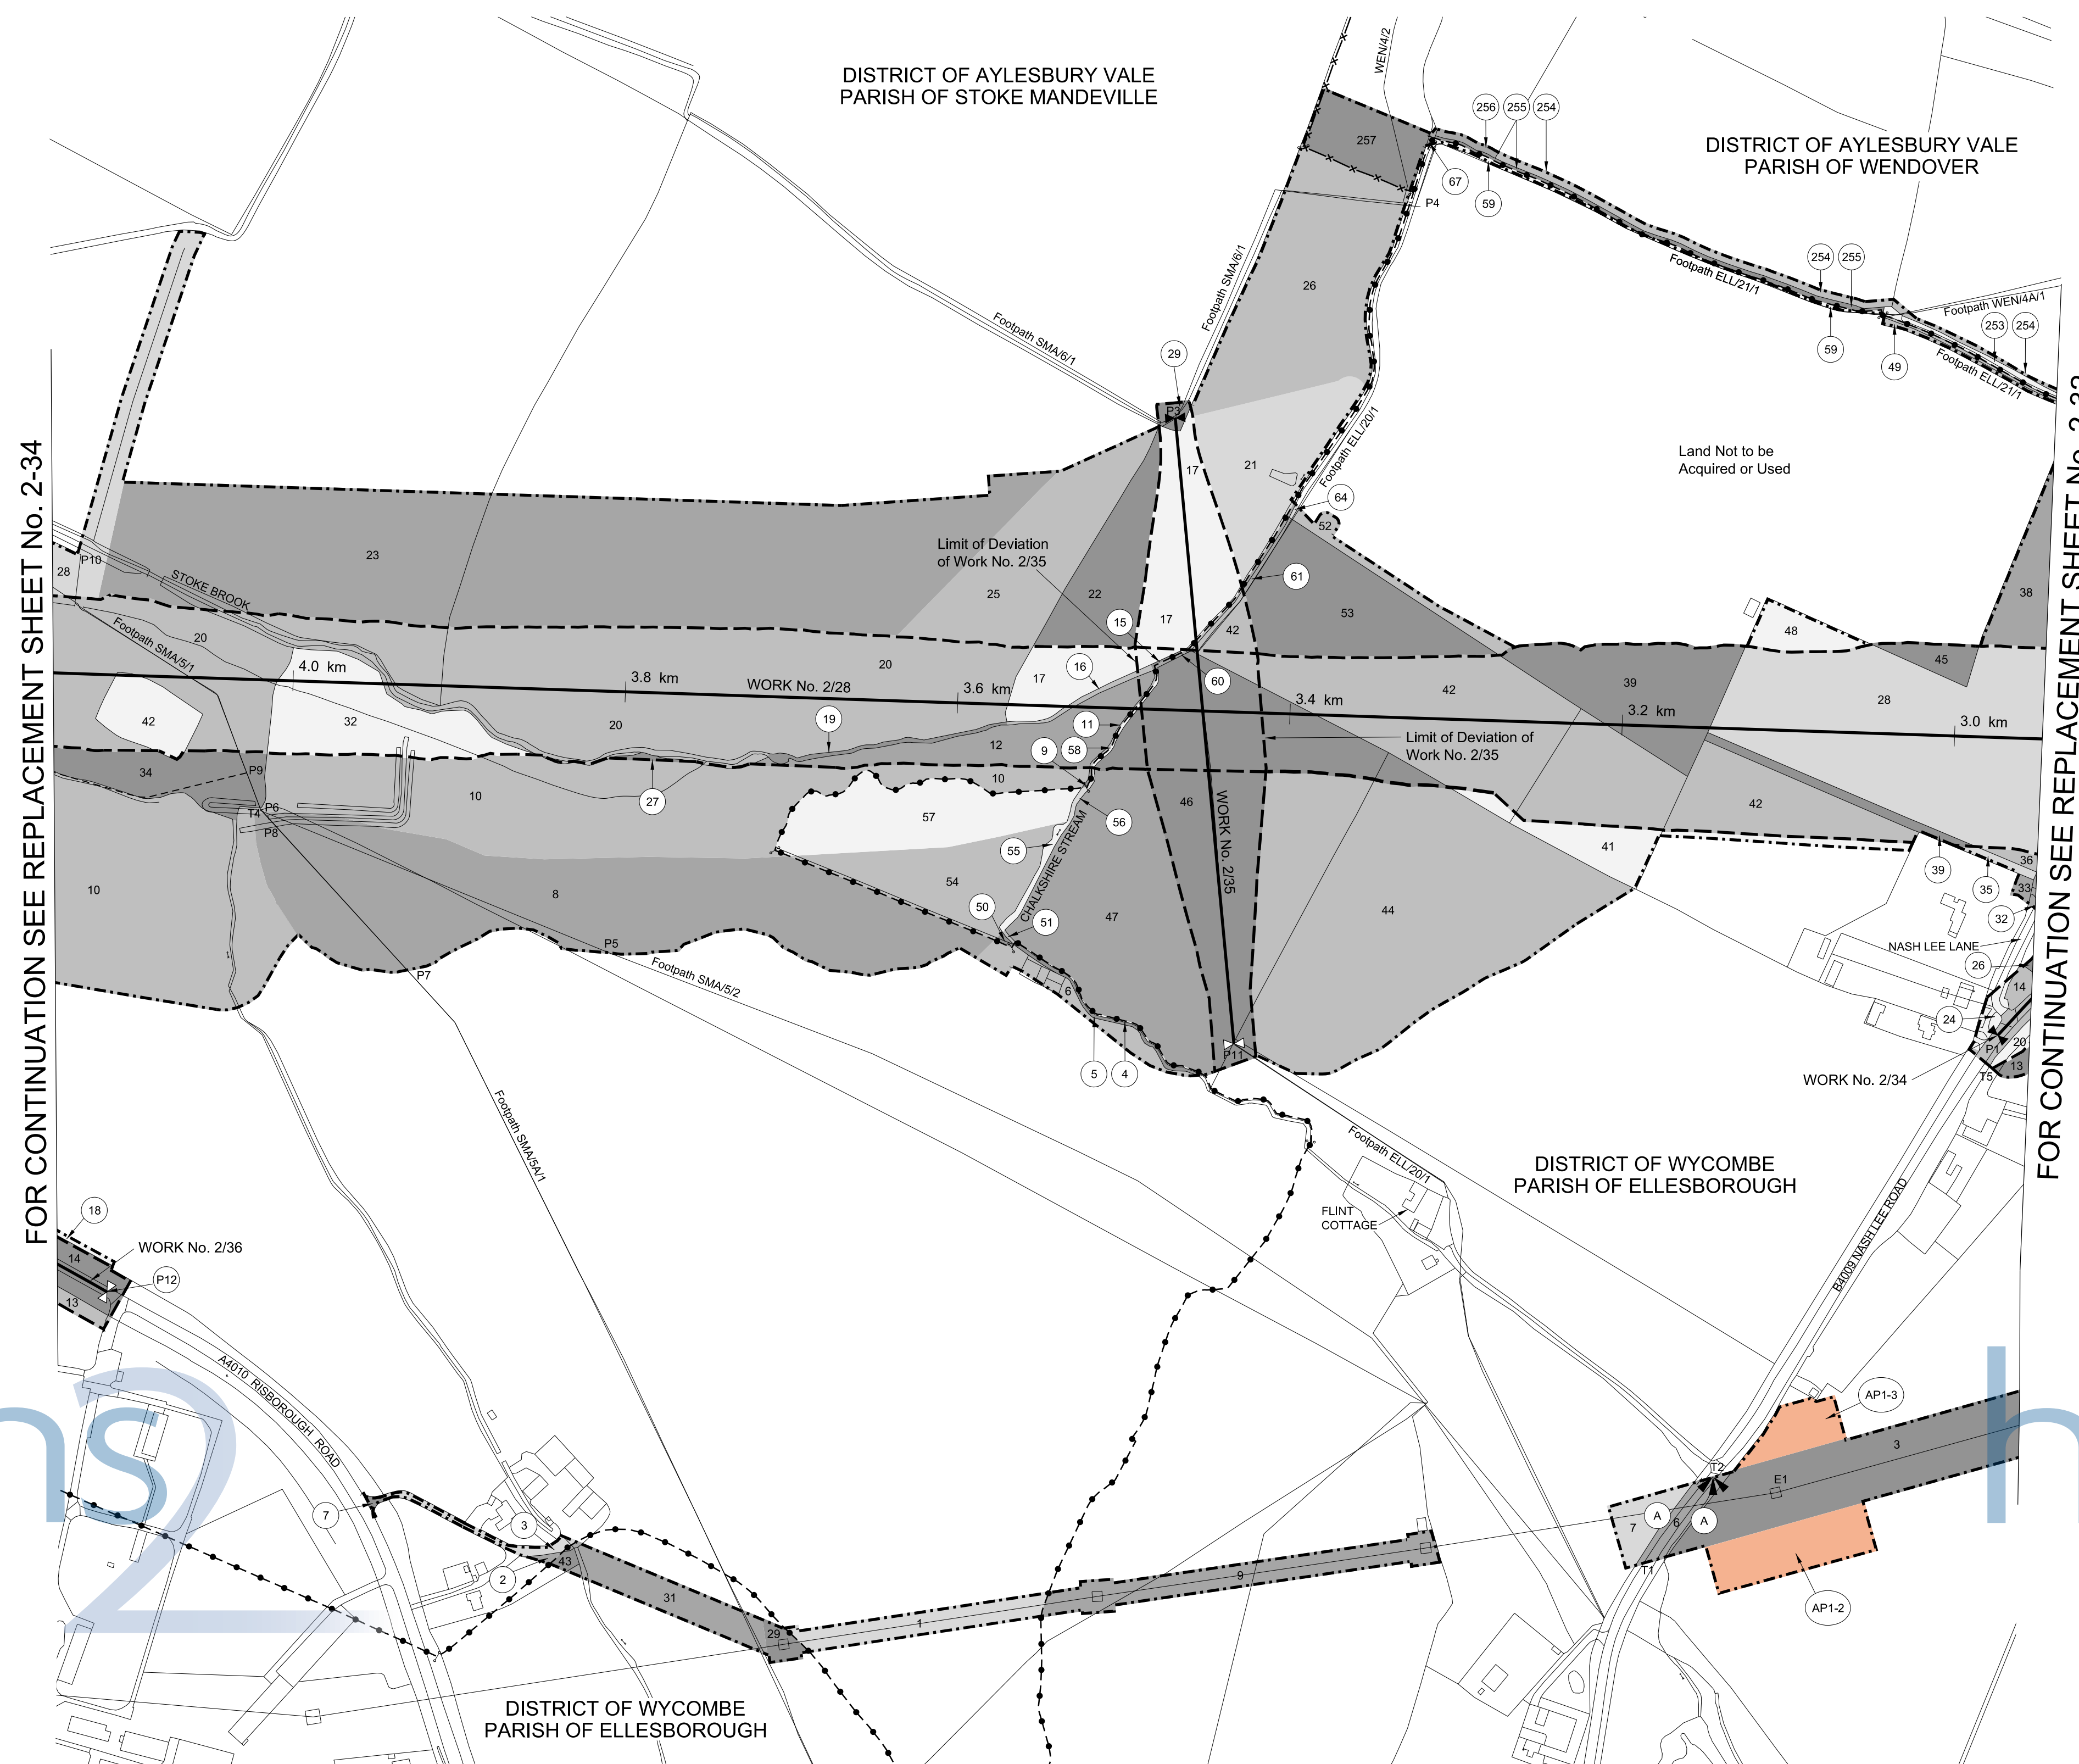 DISTRICT OF AYLESBURY VALE
PARISH OF STOKE MANDEVILLE
WEN/4/2
256
255
254
DISTRICT OF AYLESBURY VALE
PARISH OF WENDOVER
257
67
59
P4
Footpath SMA/6/1
26
Footpath ELL/21/1
254
255
59
49
Footpath WEN/4A/1
253
254
Footpath ELL/21/1
Footpath SMA/6/1
29
P3
Footpath ELL/20/1
Land Not to be
Acquired or Used
FOR CONTINUATION SEE REPLACEMENT SHEET No. 2-34
FOR CONTINUATION SEE REPLACEMENT SHEET No.
17
21
64
52
23
Limit of Deviation
of Work No. 2/35
P10
28
STOKE BROOK
25
22
61
38
53
Footpath SMA/5/1
20
15
17
42
48
16
20
45
4.0 km
3.8 km
WORK No. 2/28
3.6 km
17
60
3.4 km
42
39
3.2 km
28
3.0 km
42
32
20
19
11
12
9
58
Limit of Deviation of
Work No. 2/35
34
P9
10
10
27
57
56
46
WORK No. 2/35
42
P6
T4
P8
55
CHALKSHIRE STREAM
41
39
35
36
33
10
8
54
50
51
47
44
32
NASH LEE LANE
P5
P7
Footpath SMA/5/2
26
14
6
24
P1
20
13
T5
P11
5
4
WORK No. 2/34
Footpath SMA/5A/1
Footpath ELL/20/1
DISTRICT OF WYCOMBE
PARISH OF ELLESBOROUGH
FLINT
COTTAGE
B4009 NASH LEE ROAD
18
WORK No. 2/36
14
P12
13
A4010 RISBOROUGH ROAD
AP1-3
3
T2
E1
7
A
6
A
T1
AP1-2
7
3
2
43
31
29
1
9
DISTRICT OF WYCOMBE
PARISH OF ELLESBOROUGH